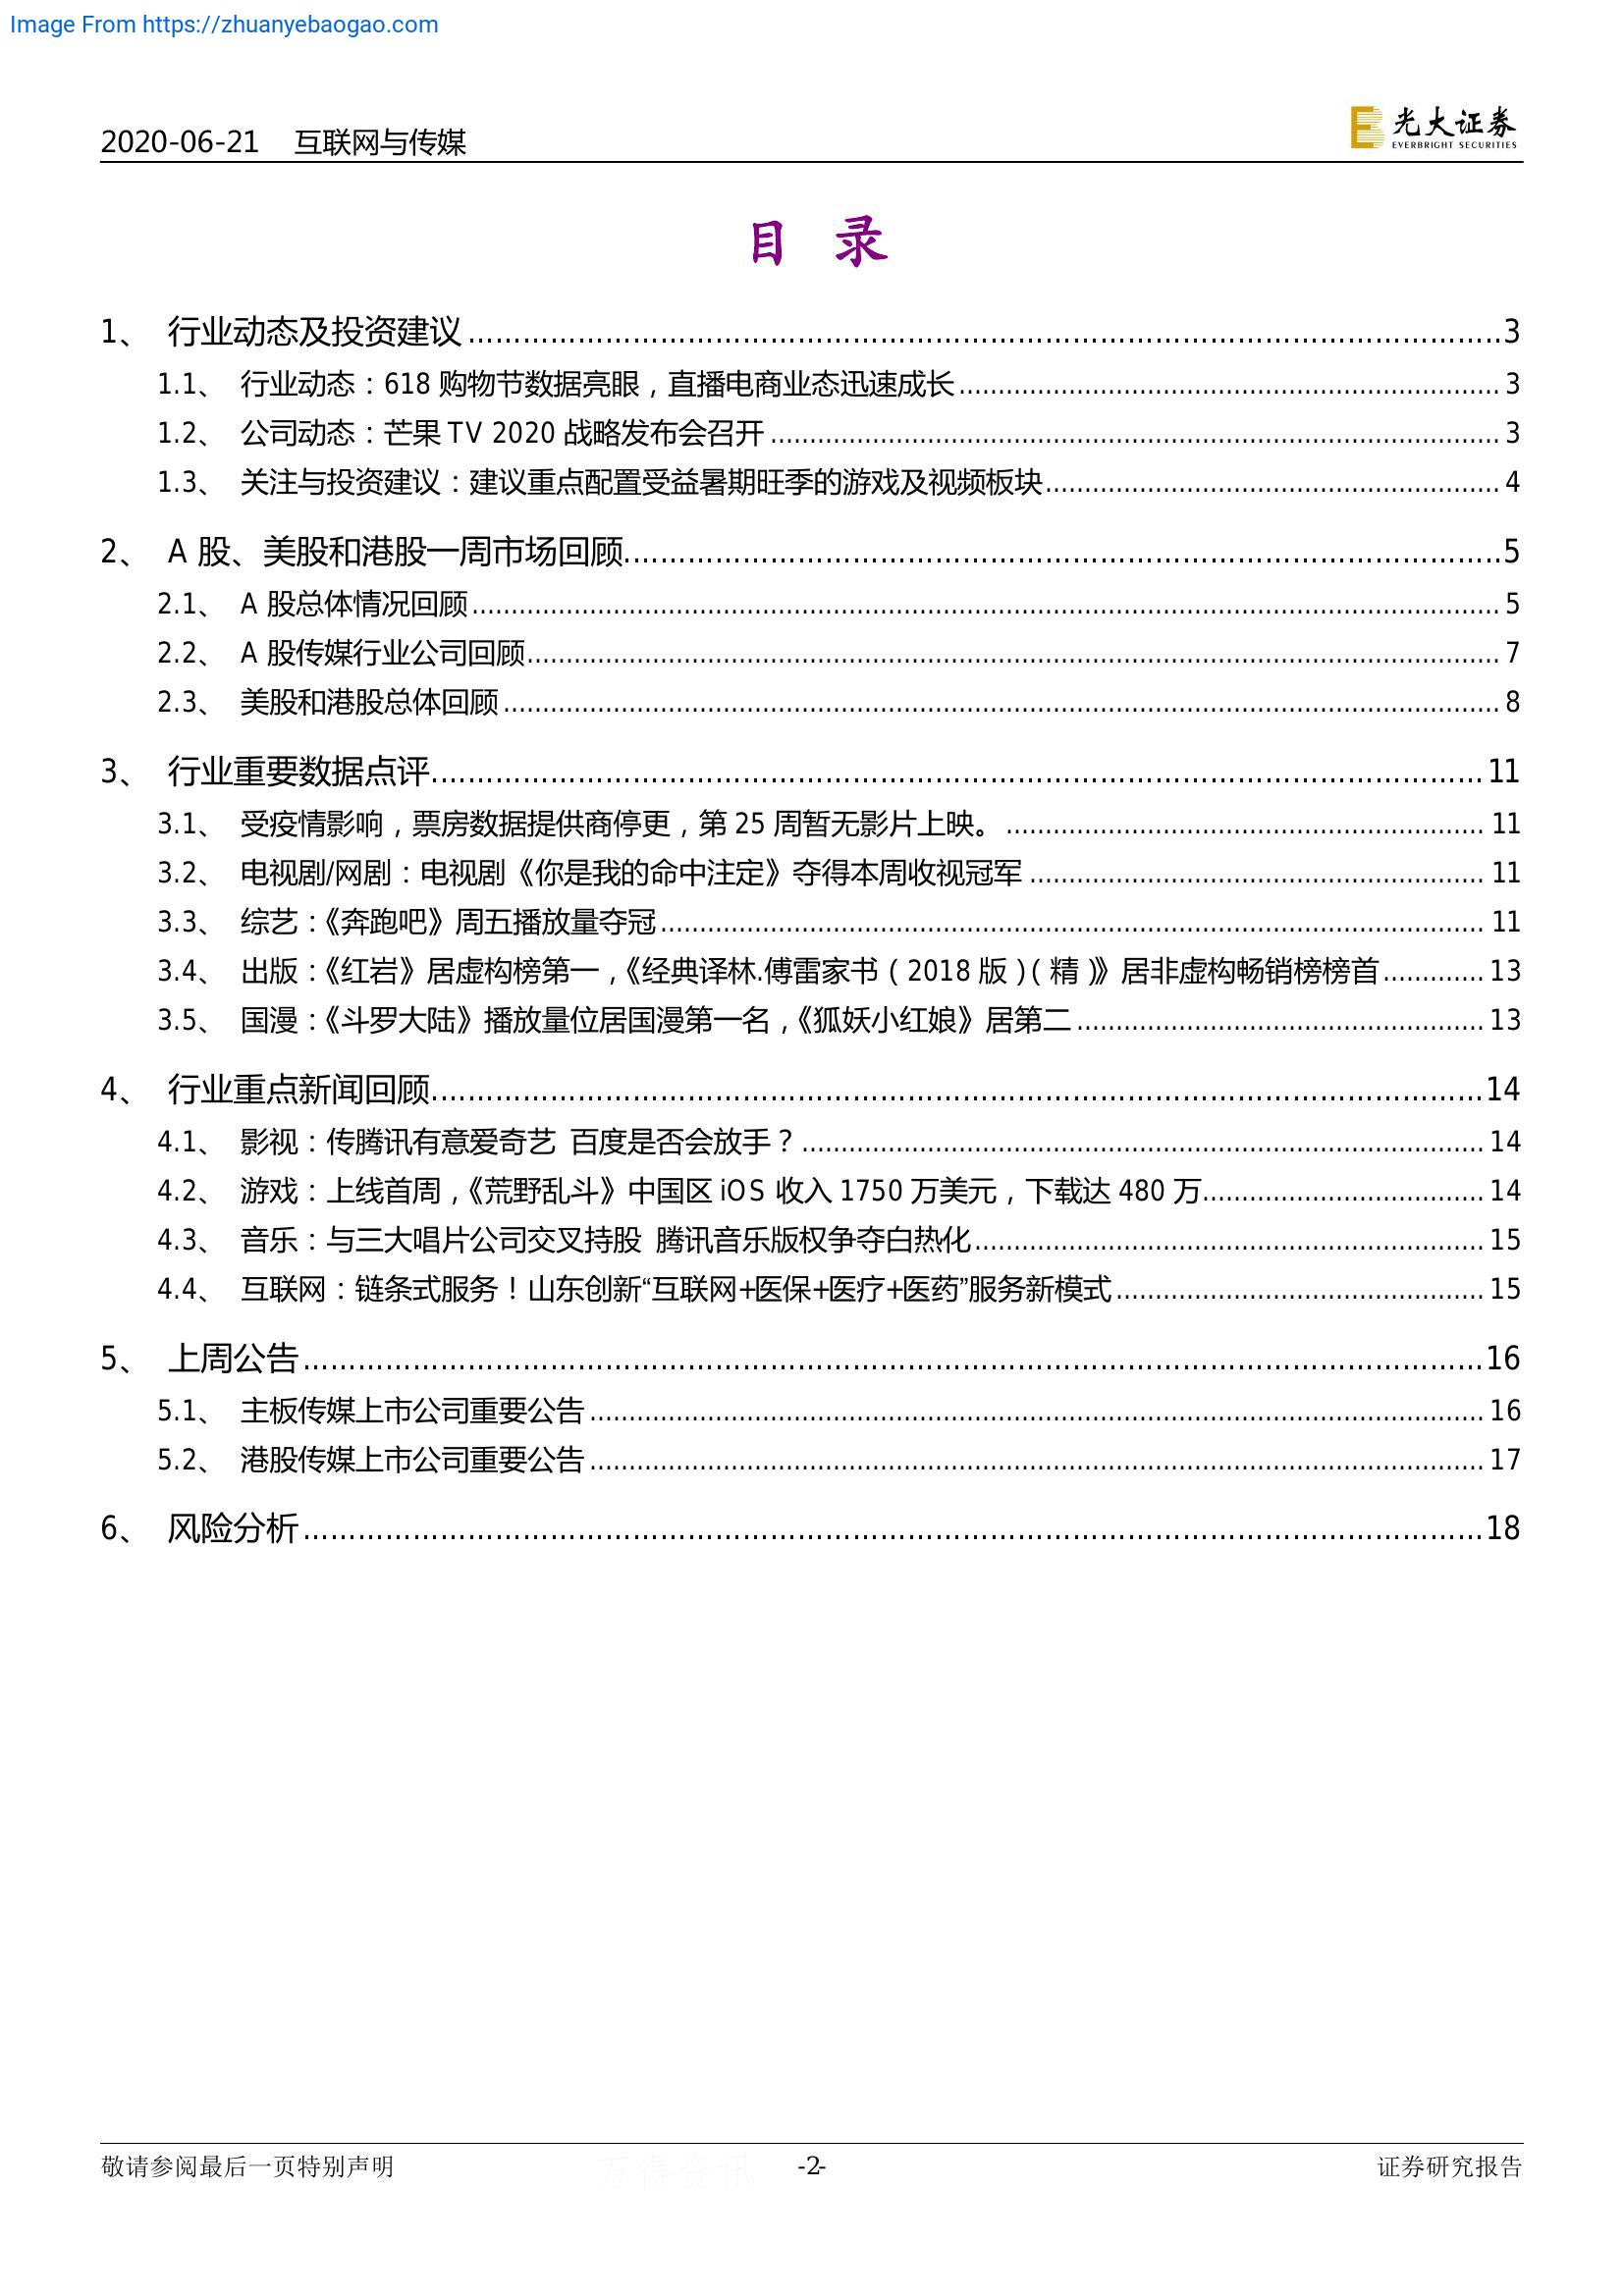 Image From https://zhuanyebaogao.com
2020-06-21 互联网与传媒
光大证券
EVERBRIGHT SECURITIES
目 录
1、 行业动态及投资建议 3
1.1、 行业动态：618 购物节数据亮眼，直播电商业态迅速成长 3
1.2、 公司动态：芒果 TV 2020 战略发布会召开 3
1.3、 关注与投资建议：建议重点配置受益暑期旺季的游戏及视频板块 4
2、 A 股、美股和港股一周市场回顾 5
2.1、 A 股总体情况回顾 5
2.2、 A 股传媒行业公司回顾 7
2.3、 美股和港股总体回顾 8
3、 行业重要数据点评 11
3.1、 受疫情影响，票房数据提供商停更，第 25 周暂无影片上映。 11
3.2、 电视剧/网剧：电视剧《你是我的命中注定》夺得本周收视冠军 11
3.3、 综艺：《奔跑吧》周五播放量夺冠 11
3.4、 出版：《红岩》居虚构榜第一，《经典译林.傅雷家书（2018 版）（精）》居非虚构畅销榜榜首 13
3.5、 国漫：《斗罗大陆》播放量位居国漫第一名，《狐妖小红娘》居第二 13
4、 行业重点新闻回顾 14
4.1、 影视：传腾讯有意爱奇艺 百度是否会放手？ 14
4.2、 游戏：上线首周，《荒野乱斗》中国区 iOS 收入 1750 万美元，下载达 480 万 14
4.3、 音乐：与三大唱片公司交叉持股 腾讯音乐版权争夺白热化 15
4.4、 互联网：链条式服务！山东创新“互联网+医保+医疗+医药”服务新模式 15
5、 上周公告 16
5.1、 主板传媒上市公司重要公告 16
5.2、 港股传媒上市公司重要公告 17
6、 风险分析 18
敬请参阅最后一页特别声明 万得资讯 -2- 证券研究报告